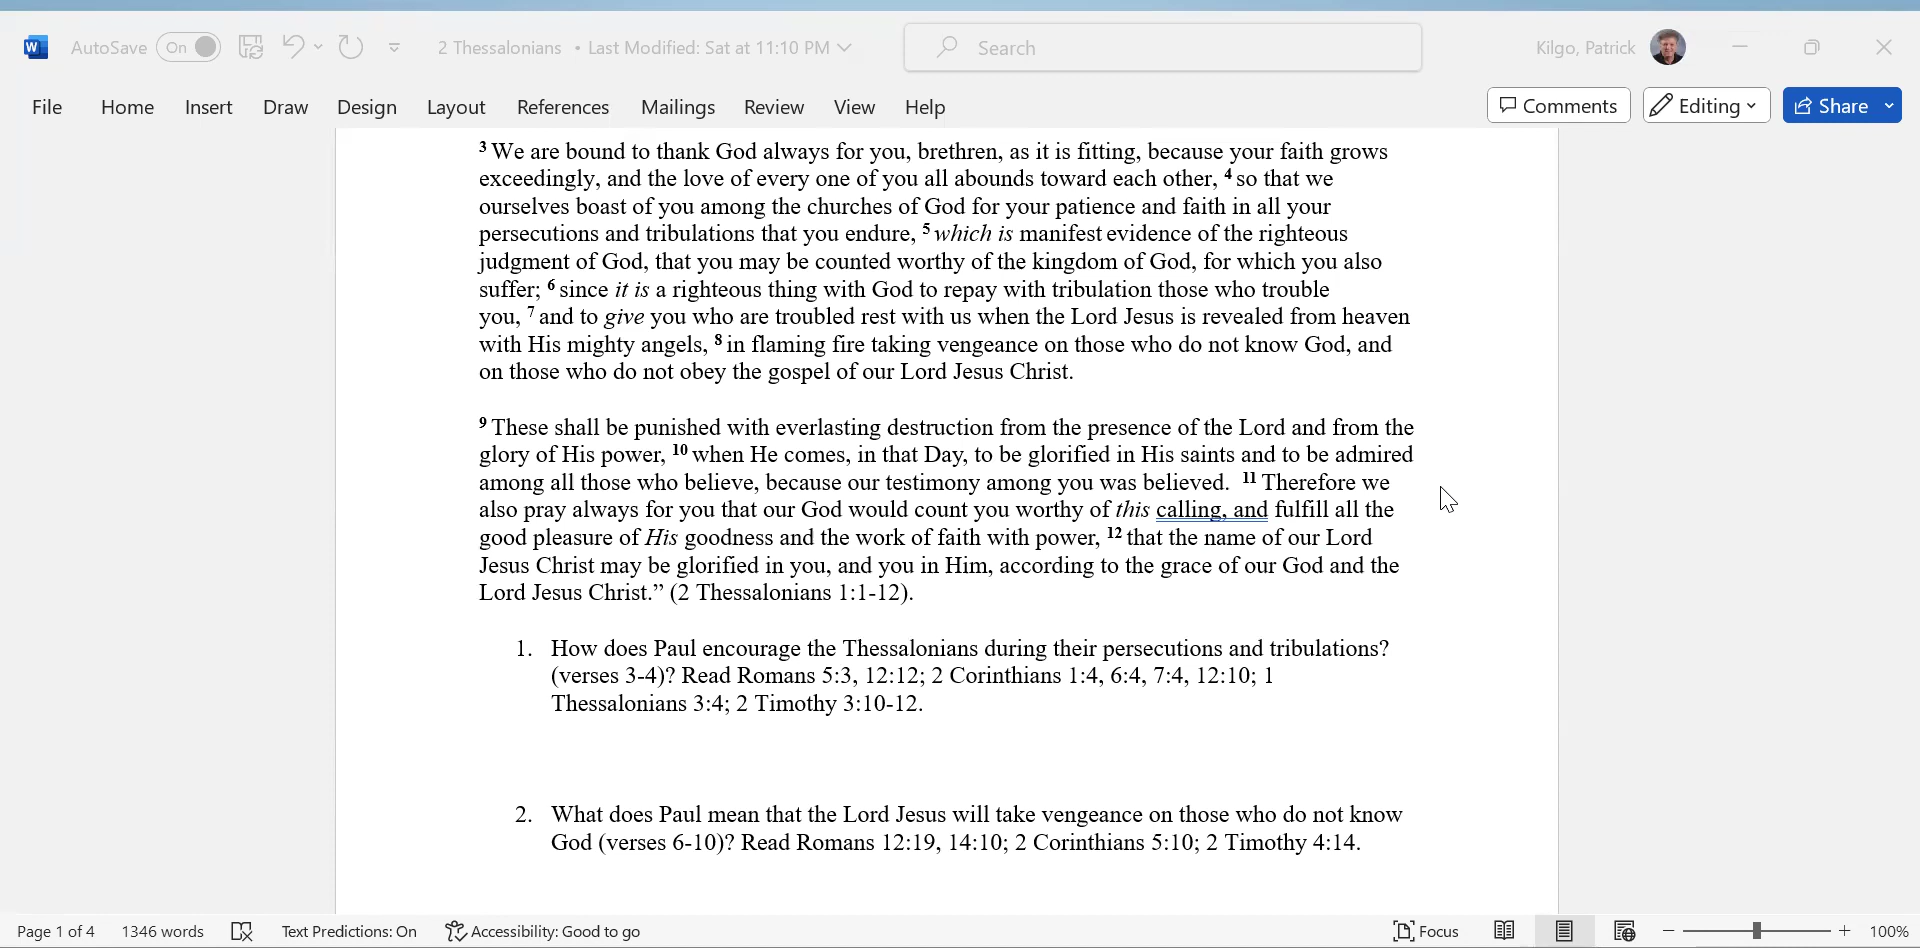 AutoSave On 2 Thessalonians • Last Modified: Sat at 11:10 PM Search Kilgo, Patrick
File Home Insert Draw Design Layout References Mailings Review View Help Comments Editing Share
3 We are bound to thank God always for you, brethren, as it is fitting, because your faith grows
exceedingly, and the love of every one of you all abounds toward each other, 4 so that we
ourselves boast of you among the churches of God for your patience and faith in all your
persecutions and tribulations that you endure, 5 which is manifest evidence of the righteous
judgment of God, that you may be counted worthy of the kingdom of God, for which you also
suffer; 6 since it is a righteous thing with God to repay with tribulation those who trouble
you, 7 and to give you who are troubled rest with us when the Lord Jesus is revealed from heaven
with His mighty angels, 8 in flaming fire taking vengeance on those who do not know God, and
on those who do not obey the gospel of our Lord Jesus Christ.
9 These shall be punished with everlasting destruction from the presence of the Lord and from the
glory of His power, 10 when He comes, in that Day, to be glorified in His saints and to be admired
among all those who believe, because our testimony among you was believed. 11 Therefore we
also pray always for you that our God would count you worthy of this calling, and fulfill all the
good pleasure of His goodness and the work of faith with power, 12 that the name of our Lord
Jesus Christ may be glorified in you, and you in Him, according to the grace of our God and the
Lord Jesus Christ.” (2 Thessalonians 1:1-12).
1. How does Paul encourage the Thessalonians during their persecutions and tribulations?
(verses 3-4)? Read Romans 5:3, 12:12; 2 Corinthians 1:4, 6:4, 7:4, 12:10; 1
Thessalonians 3:4; 2 Timothy 3:10-12.
2. What does Paul mean that the Lord Jesus will take vengeance on those who do not know
God (verses 6-10)? Read Romans 12:19, 14:10; 2 Corinthians 5:10; 2 Timothy 4:14.
Page 1 of 4 1346 words Text Predictions: On Accessibility: Good to go Focus 100%